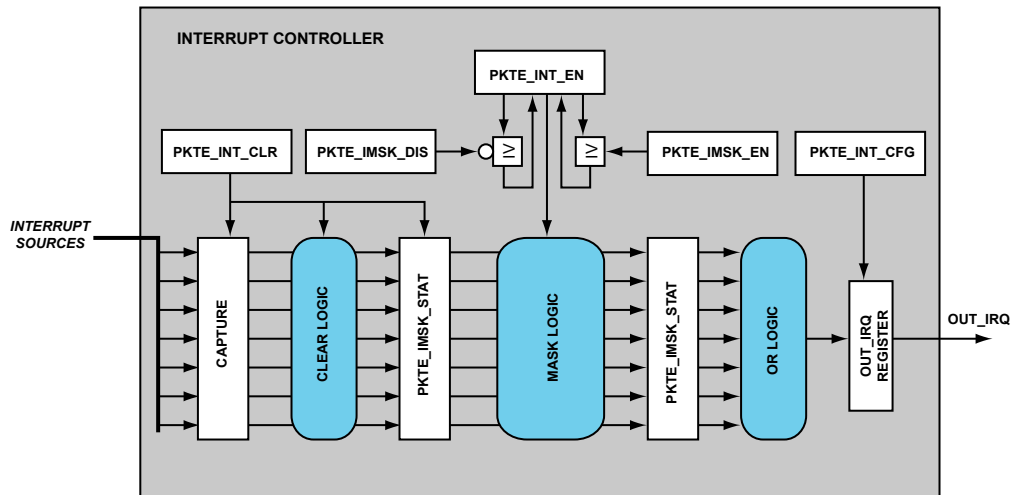 INTERRUPT CONTROLLER
PKTE_INT_EN
PKTE_INT_CLR
PKTE_IMSK_DIS
≥
≥
PKTE_IMSK_EN
PKTE_INT_CFG
INTERRUPT
SOURCES
CAPTURE
CLEAR LOGIC
PKTE_IMSK_STAT
MASK LOGIC
PKTE_IMSK_STAT
OR LOGIC
OUT_IRQ
REGISTER
OUT_IRQ